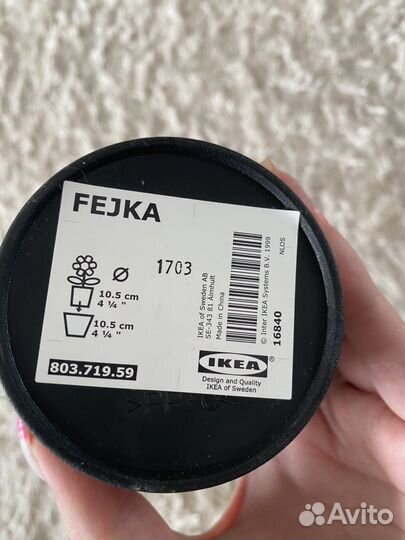 FEJKA
Ø
1703
10.5 cm
4 ¼ "
10.5 cm
4 ¼ "
803.719.59
IKEA of Sweden AB
SE-343 81 Älmhult
Made in China
© Inter IKEA Systems B.V. 1999
16840
NLDS
IKEA®
Design and Quality
IKEA of Sweden
Avito